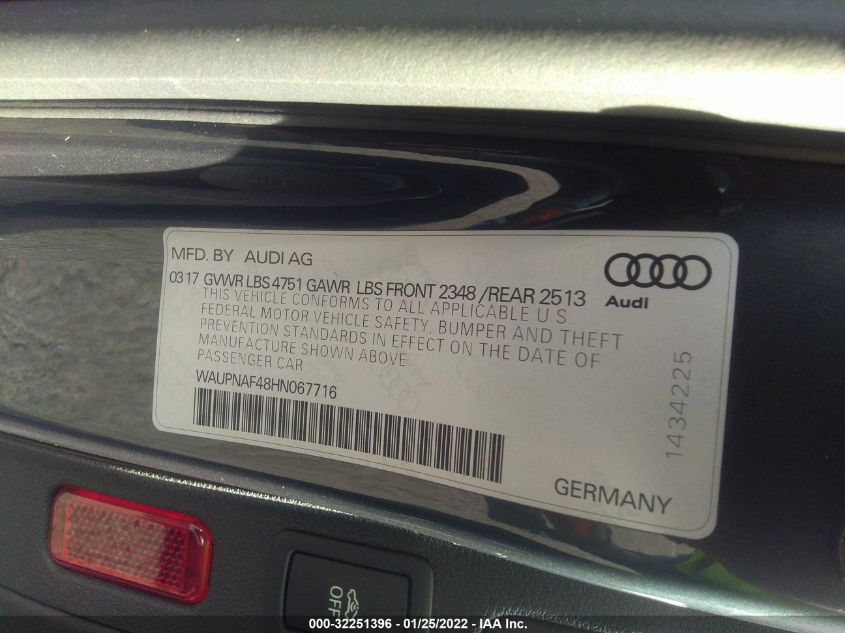 MFD. BY AUDI AG
03 17 GVWR LBS 4751 GAWR LBS FRONT 2348 /REAR 2513
THIS VEHICLE CONFORMS TO ALL APPLICABLE U S
FEDERAL MOTOR VEHICLE SAFETY, BUMPER AND THEFT
PREVENTION STANDARDS IN EFFECT ON THE DATE OF
MANUFACTURE SHOWN ABOVE
PASSENGER CAR
WAUPNAF48HN067716
Audi
1434225
GERMANY
OFF
000-32251396 - 01/25/2022 - IAA Inc.